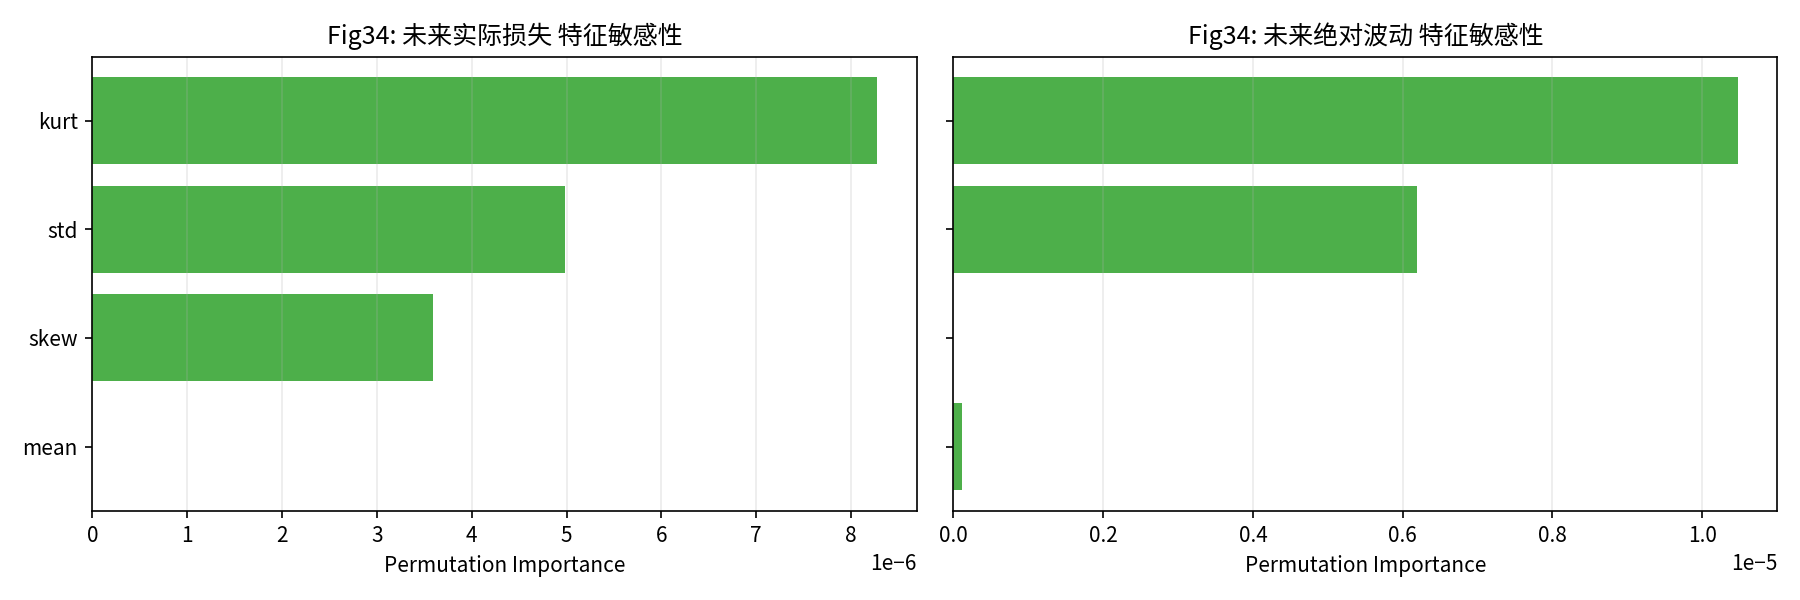 Fig34: 未来实际损失 特征敏感性
kurt
std
skew
mean
0 1 2 3 4 5 6 7 8
1e−6
Permutation Importance
Fig34: 未来绝对波动 特征敏感性
0.0 0.2 0.4 0.6 0.8 1.0
1e−5
Permutation Importance